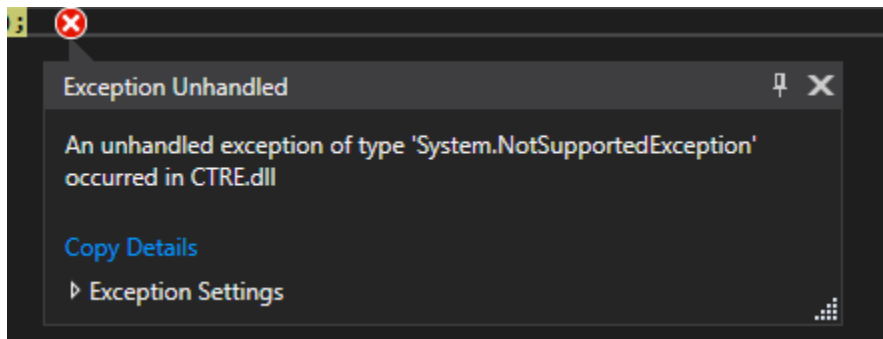 );
Exception Unhandled
An unhandled exception of type 'System.NotSupportedException'
occurred in CTRE.dll
Copy Details
Exception Settings